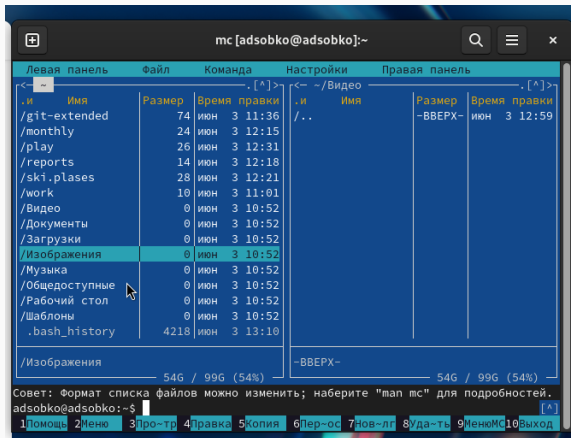 mc [adsobko@adsobko]:~
Левая панель Файл Команда Настройки Правая панель
<— ~ .[^]> <— ~/Видео .[^]>
.и Имя Размер Время правки .и Имя Размер Время правки
/git-extended 74 июн 3 11:36 /.. -ВВЕРХ- июн 3 12:59
/monthly 24 июн 3 12:15
/play 26 июн 3 12:31
/reports 14 июн 3 12:18
/ski.plases 28 июн 3 12:21
/work 10 июн 3 11:01
/Видео 0 июн 3 10:52
/Документы 0 июн 3 10:52
/Загрузки 0 июн 3 10:52
/Изображения 0 июн 3 10:52
/Музыка 0 июн 3 10:52
/Общедоступные 0 июн 3 10:52
/Рабочий стол 0 июн 3 10:52
/Шаблоны 0 июн 3 10:52
.bash_history 4218 июн 3 13:10
/Изображения -ВВЕРХ-
54G / 99G (54%) 54G / 99G (54%)
Совет: Формат списка файлов можно изменить; наберите "man mc" для подробностей.
adsobko@adsobko:~$ [^]
1Помощь 2Меню 3Про~тр 4Правка 5Копия 6Пер~ос 7Нов~лг 8Уда~ть 9МенюMC 10Выход